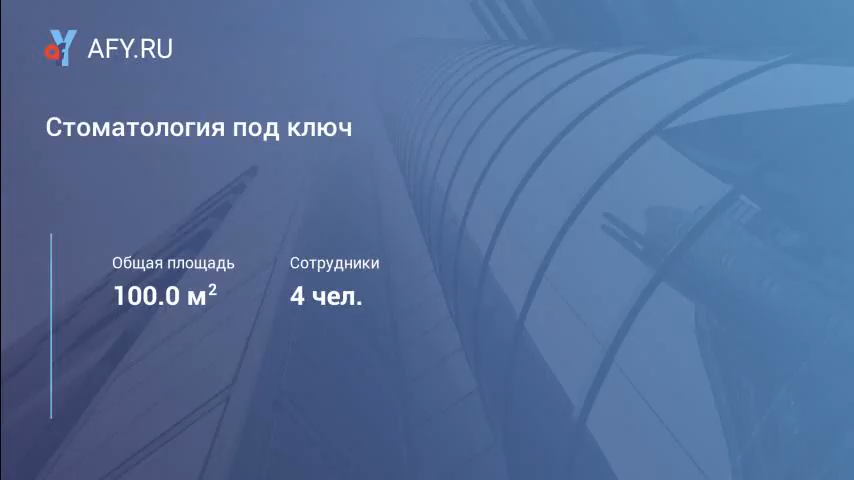 AFY.RU
Стоматология под ключ
Общая площадь
100.0 м²
Сотрудники
4 чел.